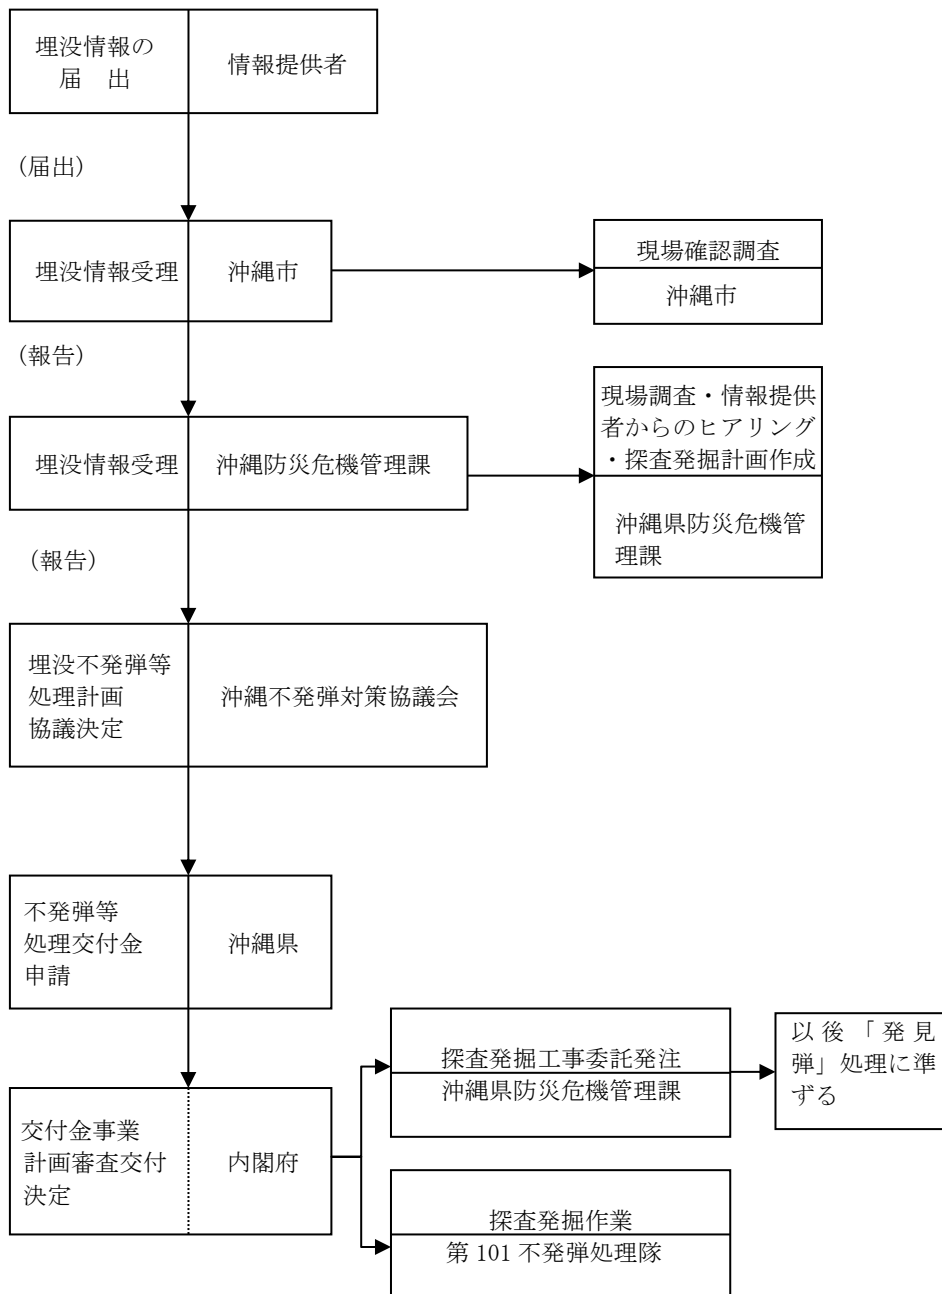 埋没情報の
届　出
情報提供者
（届出）
埋没情報受理
沖縄市
現場確認調査
沖縄市
（報告）
埋没情報受理
沖縄防災危機管理課
現場調査・情報提供
者からのヒアリング
・探査発掘計画作成
沖縄県防災危機管
理課
（報告）
埋没不発弾等
処理計画
協議決定
沖縄不発弾対策協議会
不発弾等
処理交付金
申請
沖縄県
交付金事業
計画審査交付
決定
内閣府
探査発掘工事委託発注
沖縄県防災危機管理課
以後「発見
弾」処理に準
ずる
探査発掘作業
第 101 不発弾処理隊